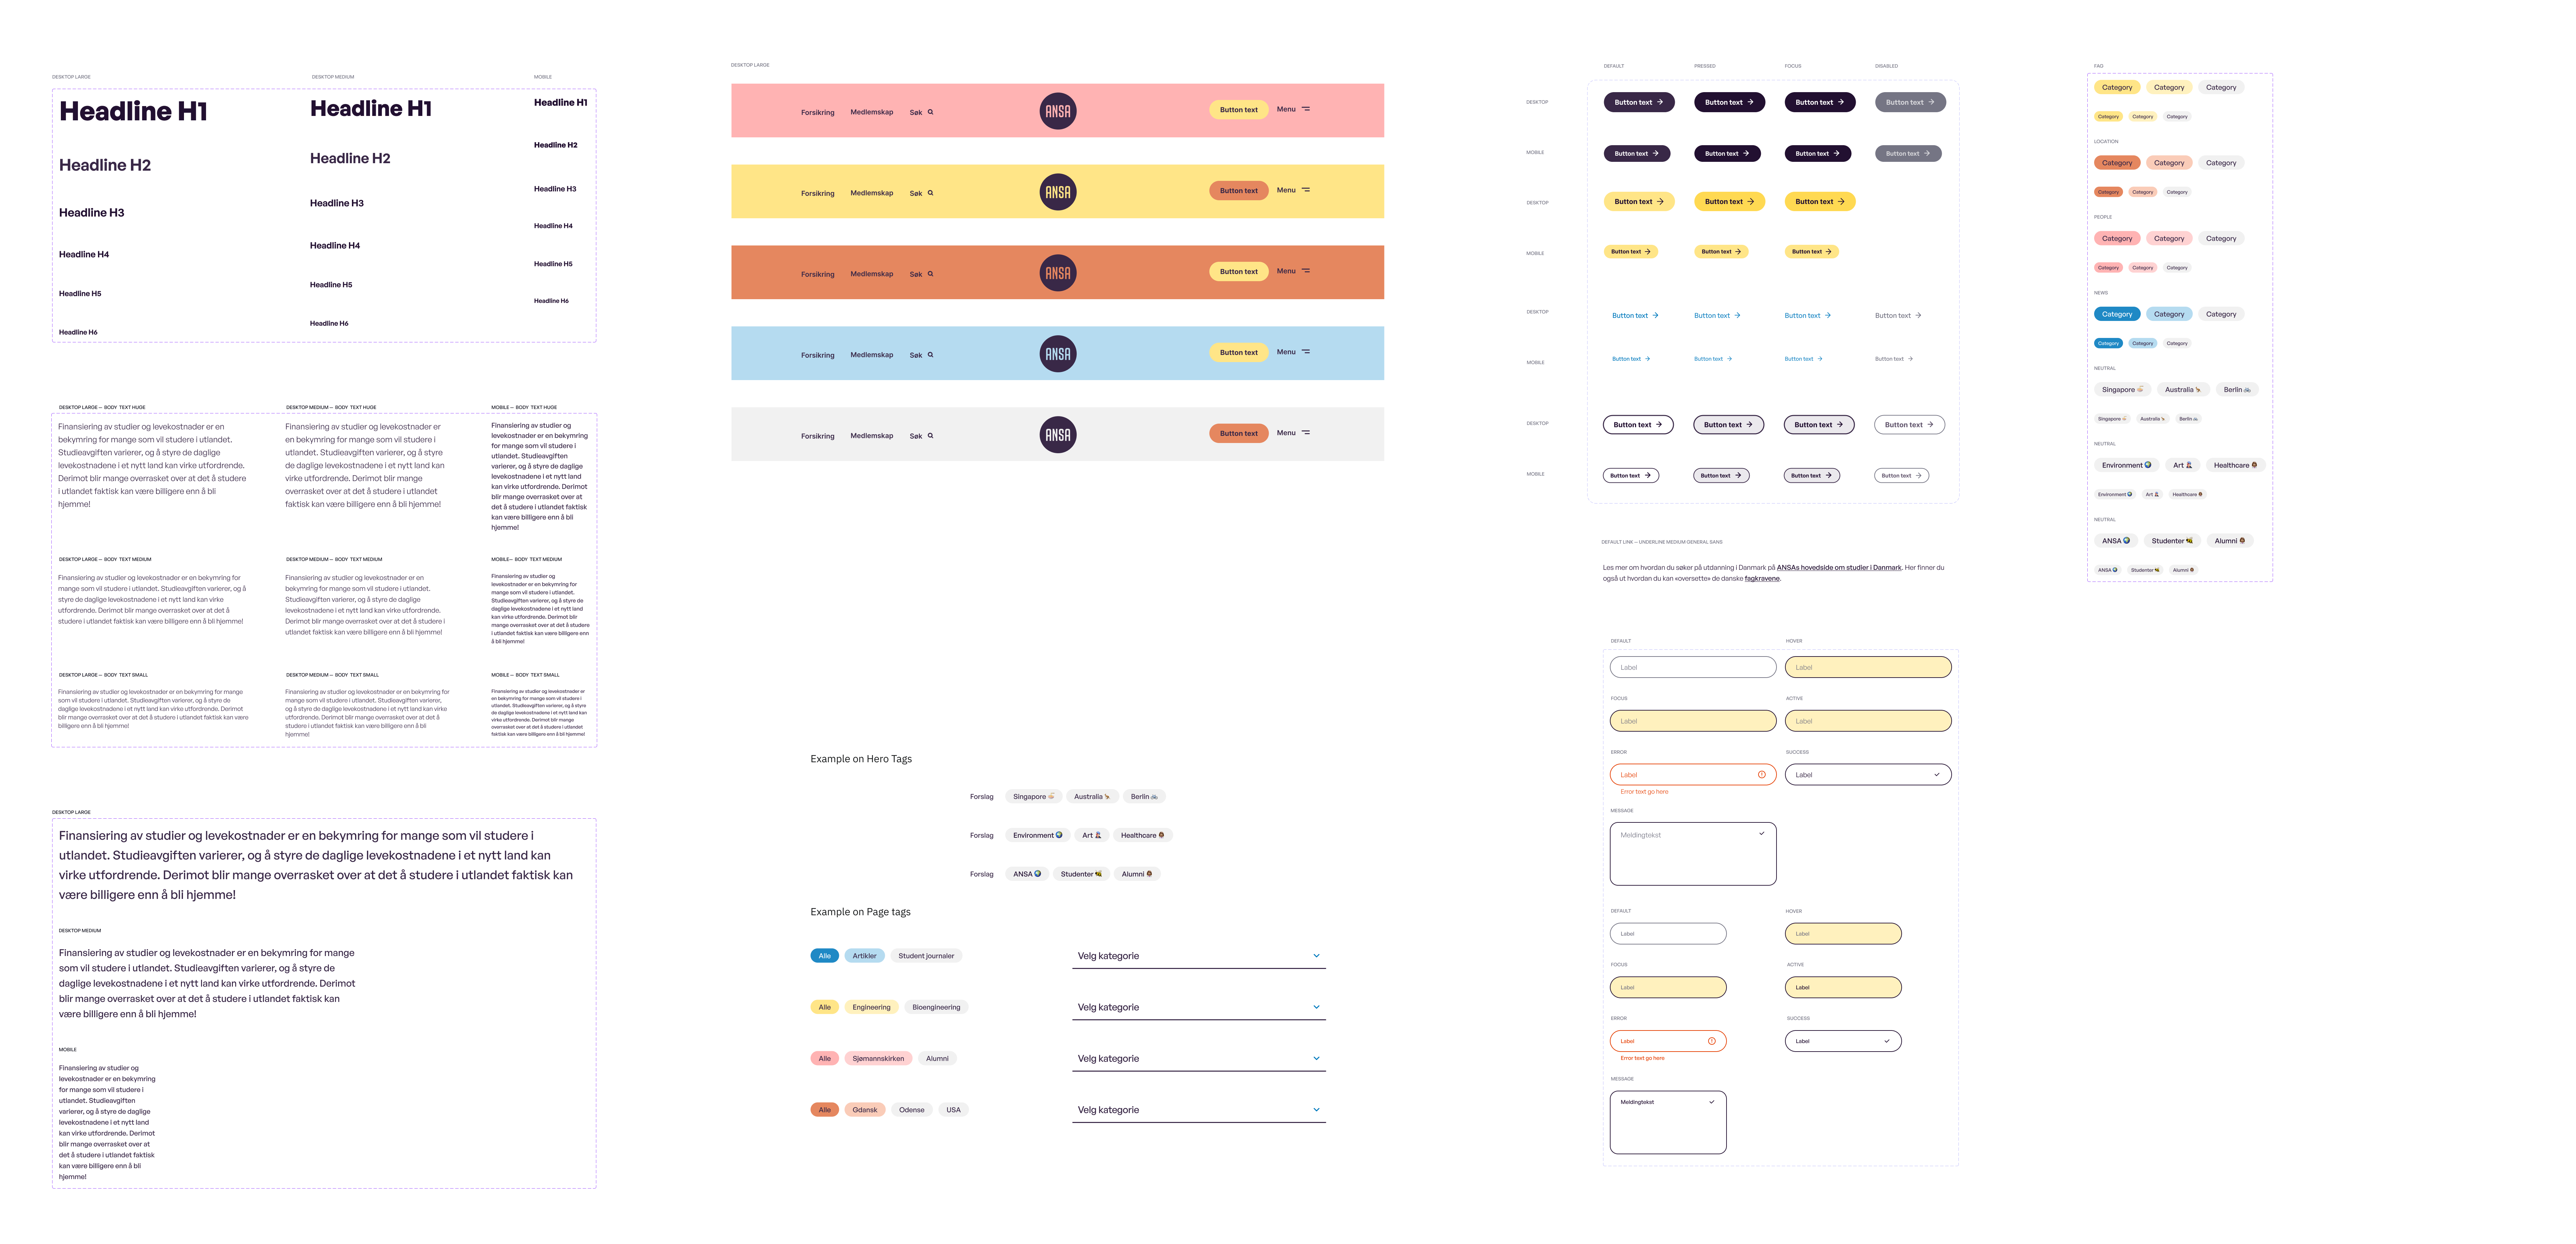 DESKTOP LARGE
DESKTOP MEDIUM
MOBILE
Headline H1
Headline H1
Headline H1
Headline H2
Headline H2
Headline H2
Headline H3
Headline H3
Headline H3
Headline H4
Headline H4
Headline H4
Headline H5
Headline H5
Headline H5
Headline H6
Headline H6
Headline H6
DESKTOP LARGE – BODY TEXT HUGE
Finansiering av studier og levekostnader er en
bekymring for mange som vil studere i utlandet.
Studieavgiften varierer, og å styre de daglige
levekostnadene i et nytt land kan virke utfordrende.
Derimot blir mange overrasket over at det å studere
i utlandet faktisk kan være billigere enn å bli
hjemme!
DESKTOP MEDIUM – BODY TEXT HUGE
Finansiering av studier og levekostnader er
en bekymring for mange som vil studere i
utlandet. Studieavgiften varierer, og å styre
de daglige levekostnadene i et nytt land kan
virke utfordrende. Derimot blir mange
overrasket over at det å studere i utlandet
faktisk kan være billigere enn å bli hjemme!
MOBILE – BODY TEXT HUGE
Finansiering av studier og
levekostnader er en bekymring
for mange som vil studere i
utlandet. Studieavgiften
varierer, og å styre de daglige
levekostnadene i et nytt land
kan virke utfordrende. Derimot
blir mange overrasket over at
det å studere i utlandet faktisk
kan være billigere enn å bli
hjemme!
DESKTOP LARGE – BODY TEXT MEDIUM
Finansiering av studier og levekostnader er en bekymring for
mange som vil studere i utlandet. Studieavgiften varierer, og å
styre de daglige levekostnadene i et nytt land kan virke
utfordrende. Derimot blir mange overrasket over at det å
studere i utlandet faktisk kan være billigere enn å bli hjemme!
DESKTOP MEDIUM – BODY TEXT MEDIUM
Finansiering av studier og levekostnader er en
bekymring for mange som vil studere i utlandet.
Studieavgiften varierer, og å styre de daglige
levekostnadene i et nytt land kan virke utfordrende.
Derimot blir mange overrasket over at det å studere i
utlandet faktisk kan være billigere enn å bli hjemme!
MOBILE– BODY TEXT MEDIUM
Finansiering av studier og
levekostnader er en bekymring for
mange som vil studere i utlandet.
Studieavgiften varierer, og å styre de
daglige levekostnadene i et nytt land
kan virke utfordrende. Derimot blir
mange overrasket over at det å studere
i utlandet faktisk kan være billigere enn
å bli hjemme!
DESKTOP LARGE – BODY TEXT SMALL
Finansiering av studier og levekostnader er en bekymring for mange
som vil studere i utlandet. Studieavgiften varierer, og å styre de
daglige levekostnadene i et nytt land kan virke utfordrende. Derimot
blir mange overrasket over at det å studere i utlandet faktisk kan være
billigere enn å bli hjemme!
DESKTOP MEDIUM – BODY TEXT SMALL
Finansiering av studier og levekostnader er en bekymring for
mange som vil studere i utlandet. Studieavgiften varierer,
og å styre de daglige levekostnadene i et nytt land kan virke
utfordrende. Derimot blir mange overrasket over at det å
studere i utlandet faktisk kan være billigere enn å bli
hjemme!
MOBILE – BODY TEXT SMALL
Finansiering av studier og levekostnader er
en bekymring for mange som vil studere i
utlandet. Studieavgiften varierer, og å styre
de daglige levekostnadene i et nytt land kan
virke utfordrende. Derimot blir mange
overrasket over at det å studere i utlandet
faktisk kan være billigere enn å bli hjemme!
DESKTOP LARGE
Finansiering av studier og levekostnader er en bekymring for mange som vil studere i
utlandet. Studieavgiften varierer, og å styre de daglige levekostnadene i et nytt land kan
virke utfordrende. Derimot blir mange overrasket over at det å studere i utlandet faktisk kan
være billigere enn å bli hjemme!
DESKTOP MEDIUM
Finansiering av studier og levekostnader er en bekymring for mange
som vil studere i utlandet. Studieavgiften varierer, og å styre de
daglige levekostnadene i et nytt land kan virke utfordrende. Derimot
blir mange overrasket over at det å studere i utlandet faktisk kan
være billigere enn å bli hjemme!
MOBILE
Finansiering av studier og
levekostnader er en bekymring
for mange som vil studere i
utlandet. Studieavgiften
varierer, og å styre de daglige
levekostnadene i et nytt land
kan virke utfordrende. Derimot
blir mange overrasket over at
det å studere i utlandet faktisk
kan være billigere enn å bli
hjemme!
DESKTOP LARGE
Forsikring Medlemskap Søk ANSA Button text Menu
Forsikring Medlemskap Søk ANSA Button text Menu
Forsikring Medlemskap Søk ANSA Button text Menu
Forsikring Medlemskap Søk ANSA Button text Menu
Forsikring Medlemskap Søk ANSA Button text Menu
Example on Hero Tags
Forslag Singapore Australia Berlin
Forslag Environment Art Healthcare
Forslag ANSA Studenter Alumni
Example on Page tags
Alle Artikler Student journaler Velg kategorie
Alle Engineering Bioengineering Velg kategorie
Alle Sjømannskirken Alumni Velg kategorie
Alle Gdansk Odense USA Velg kategorie
DEFAULT PRESSED FOCUS DISABLED
DESKTOP Button text Button text Button text Button text
MOBILE Button text Button text Button text Button text
DESKTOP Button text Button text Button text
MOBILE Button text Button text Button text
DESKTOP Button text Button text Button text Button text
MOBILE Button text Button text Button text Button text
DESKTOP Button text Button text Button text Button text
MOBILE Button text Button text Button text Button text
DEFAULT LINK – UNDERLINE MEDIUM GENERAL SANS
Les mer om hvordan du søker på utdanning i Danmark på ANSAs hovedside om studier i Danmark. Her finner du
også ut hvordan du kan «oversette» de danske fagkravene.
DEFAULT HOVER
Label Label
FOCUS ACTIVE
Label Label
ERROR SUCCESS
Label Label
Error text go here
MESSAGE
Meldingtekst
DEFAULT HOVER
Label Label
FOCUS ACTIVE
Label Label
ERROR SUCCESS
Label Label
Error text go here
MESSAGE
Meldingtekst
FAG
Category Category Category
Category Category Category
LOCATION
Category Category Category
Category Category Category
PEOPLE
Category Category Category
Category Category Category
NEWS
Category Category Category
Category Category Category
NEUTRAL
Singapore Australia Berlin
Singapore Australia Berlin
NEUTRAL
Environment Art Healthcare
Environment Art Healthcare
NEUTRAL
ANSA Studenter Alumni
ANSA Studenter Alumni